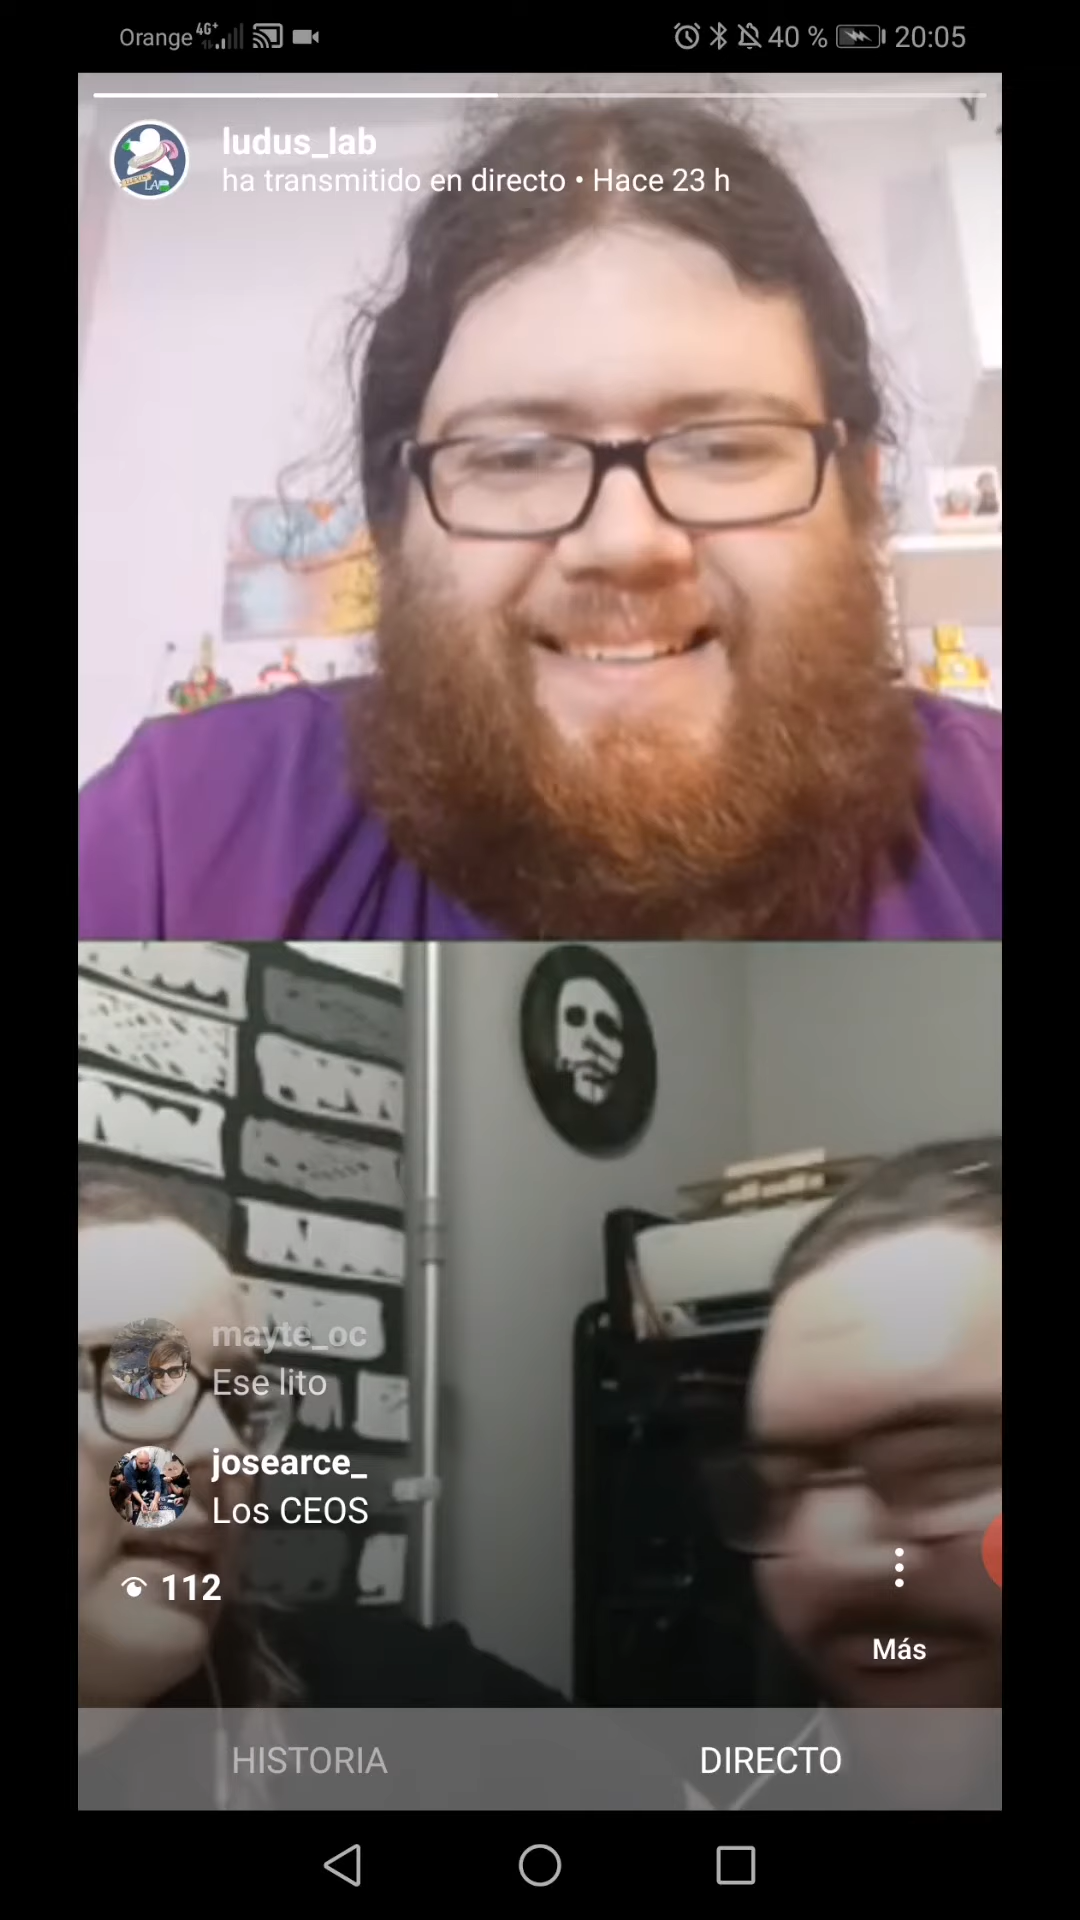 Orange 4G+ 40 % 20:05
ludus_lab
ha transmitido en directo • Hace 23 h
mayte_oc
Ese lito
josearce_
Los CEOS
112
Más
HISTORIA DIRECTO